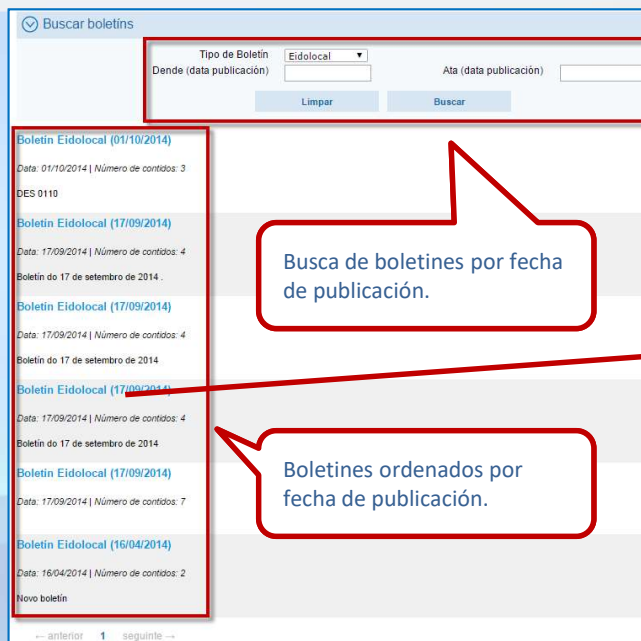 Buscar boletíns
Tipo de Boletín Eidolocal
Dende (data publicación) Ata (data publicación)
Limpar Buscar
Boletín Eidolocal (01/10/2014)
Data: 01/10/2014 | Número de contidos: 3
DES 0110
Boletín Eidolocal (17/09/2014)
Data: 17/09/2014 | Número de contidos: 4
Boletín do 17 de setembro de 2014 .
Boletín Eidolocal (17/09/2014)
Data: 17/09/2014 | Número de contidos: 4
Boletín do 17 de setembro de 2014
Boletín Eidolocal (17/09/2014)
Data: 17/09/2014 | Número de contidos: 4
Boletín do 17 de setembro de 2014
Boletín Eidolocal (17/09/2014)
Data: 17/09/2014 | Número de contidos: 7
Boletín Eidolocal (16/04/2014)
Data: 16/04/2014 | Número de contidos: 2
Novo boletín
← anterior 1 seguinte →
Busca de boletines por fecha
de publicación.
Boletines ordenados por
fecha de publicación.